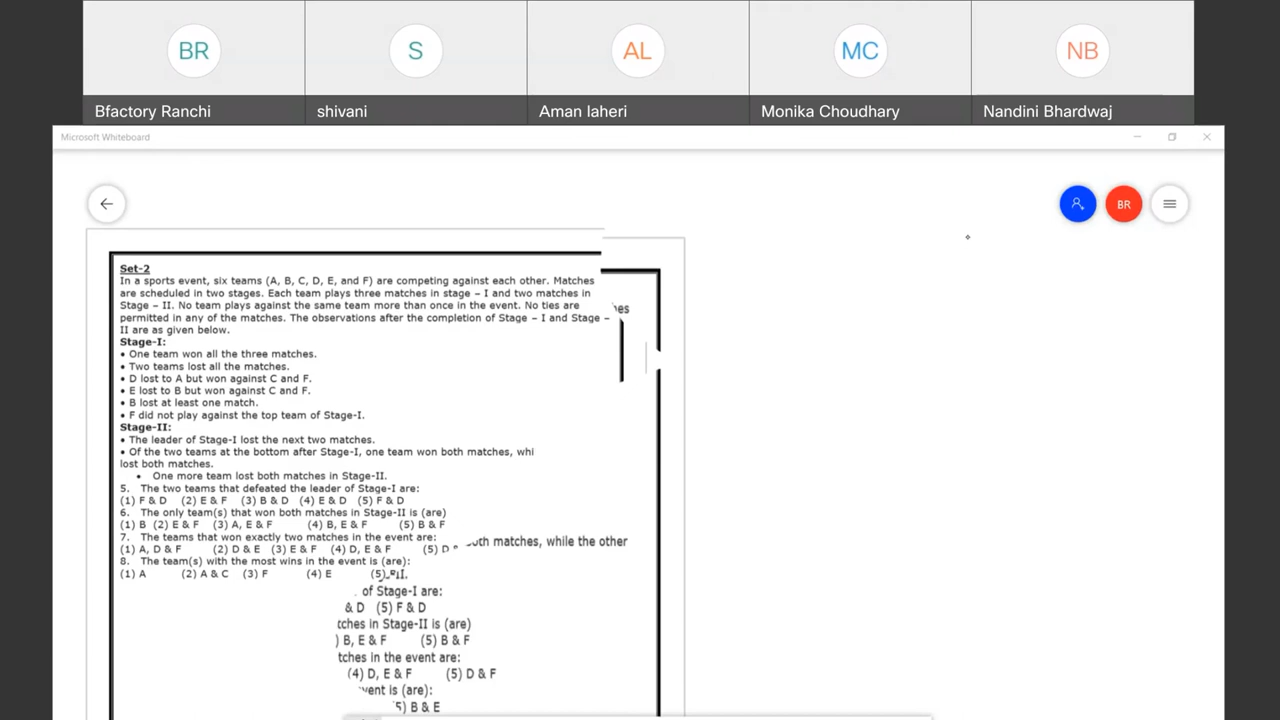 BR
S
AL
MC
NB
Bfactory Ranchi
shivani
Aman laheri
Monika Choudhary
Nandini Bhardwaj
Microsoft Whiteboard
BR
Set-2
In a sports event, six teams (A, B, C, D, E, and F) are competing against each other. Matches
are scheduled in two stages. Each team plays three matches in stage – I and two matches in
Stage – II. No team plays against the same team more than once in the event. No ties are
permitted in any of the matches. The observations after the completion of Stage – I and Stage –
II are as given below.
Stage-I:
• One team won all the three matches.
• Two teams lost all the matches.
• D lost to A but won against C and F.
• E lost to B but won against C and F.
• B lost at least one match.
• F did not play against the top team of Stage-I.
Stage-II:
• The leader of Stage-I lost the next two matches.
• Of the two teams at the bottom after Stage-I, one team won both matches, whi
lost both matches.
• One more team lost both matches in Stage-II.
5. The two teams that defeated the leader of Stage-I are:
(1) F & D (2) E & F (3) B & D (4) E & D (5) F & D
6. The only team(s) that won both matches in Stage-II is (are)
(1) B (2) E & F (3) A, E & F (4) B, E & F (5) B & F
7. The teams that won exactly two matches in the event are:
(1) A, D & F (2) D & E (3) E & F (4) D, E & F (5) D
8. The team(s) with the most wins in the event is (are):
(1) A (2) A & C (3) F (4) E (5)
both matches, while the other
of Stage-I are:
& D (5) F & D
tches in Stage-II is (are)
) B, E & F (5) B & F
tches in the event are:
(4) D, E & F (5) D & F
vent is (are):
5) B & E